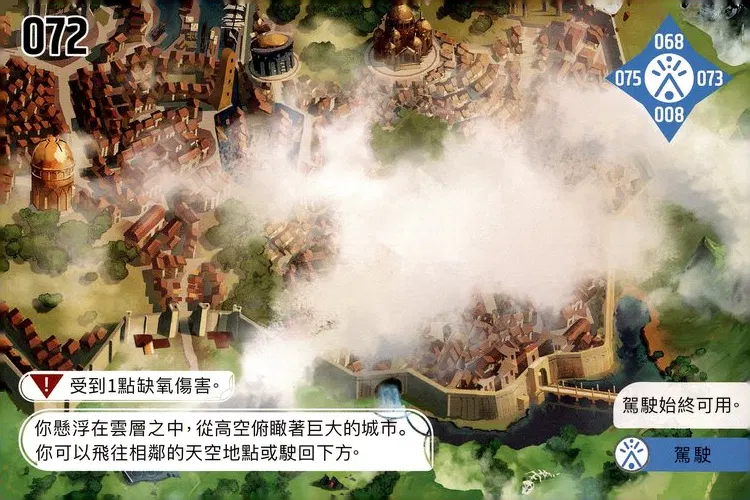 072
068
075
073
008
受到1點缺氧傷害。
你懸浮在雲層之中,從高空俯瞰著巨大的城市。
你可以飛往相鄰的天空地點或駛回下方。
駕駛始終可用。
駕駛